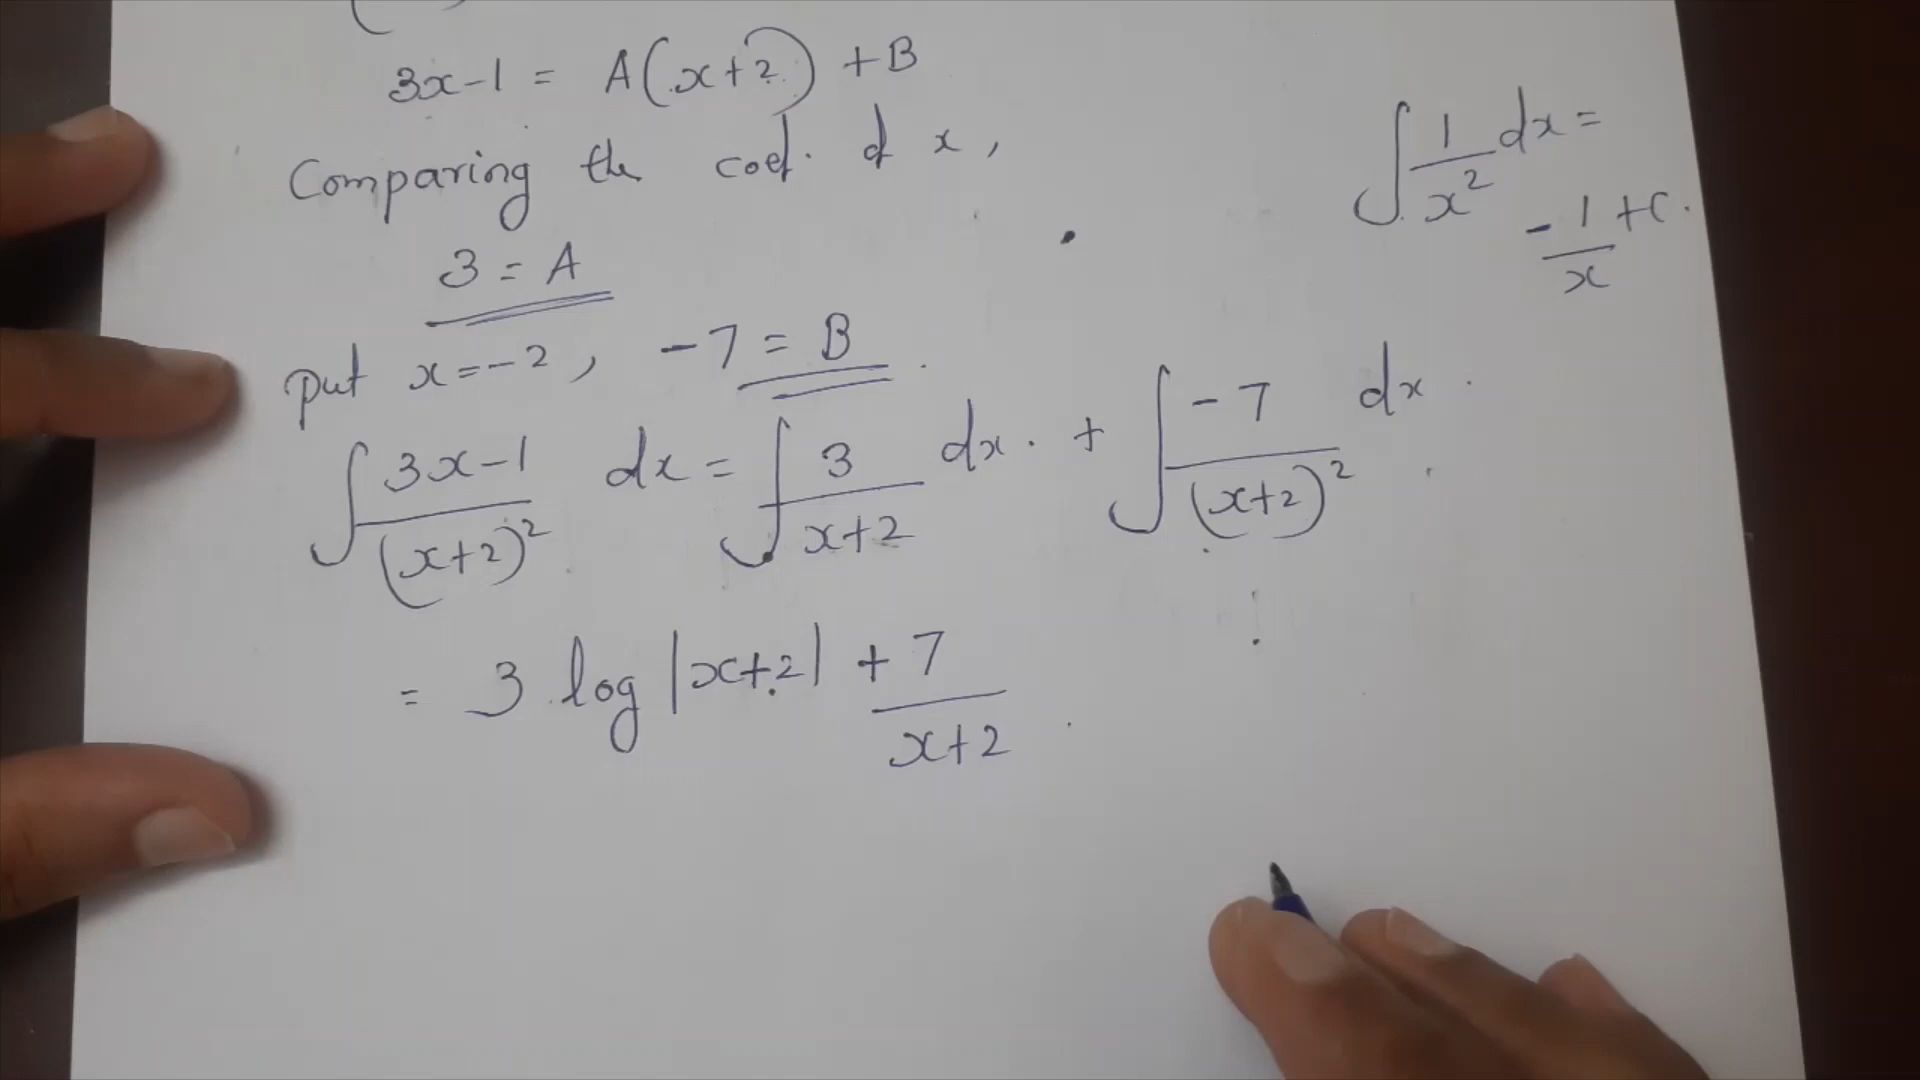 3x-1 = A(x+2) +B
Comparing the coef. of x,
3 = A
put x=-2, -7 = B.
∫ 3x-1/(x+2)² dx = ∫ 3/x+2 dx. + ∫ -7/(x+2)² dx.
= 3 log |x+2| + 7/x+2.
∫ 1/x² dx =
-1/x +C.